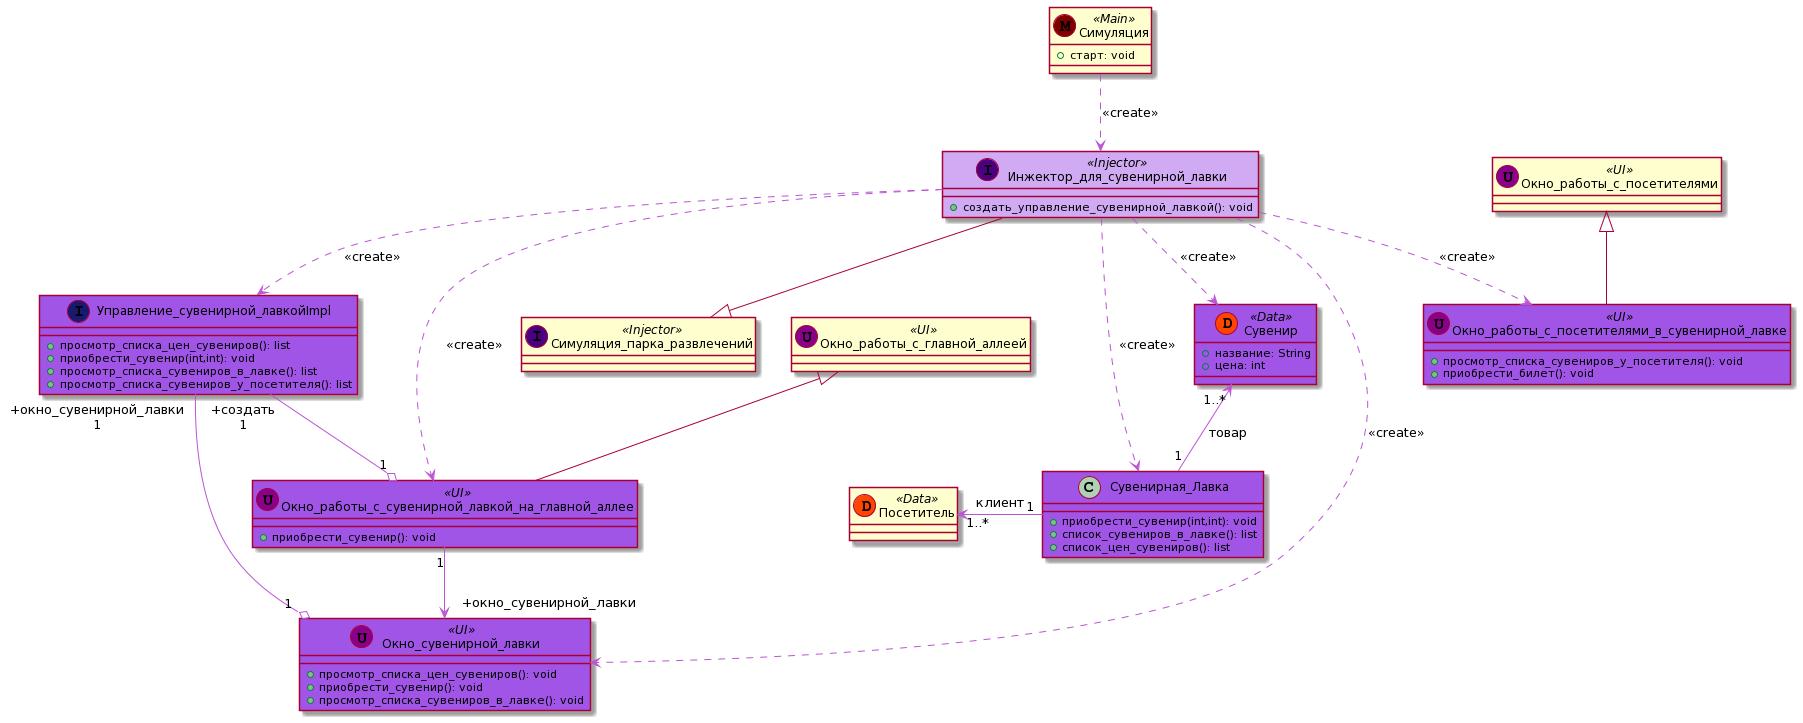 M
«Main»
Симуляция
старт: void
«create»
I
«Injector»
Инжектор_для_сувенирной_лавки
создать_управление_сувенирной_лавкой(): void
U
«UI»
Окно_работы_с_посетителями
«create»
«create»
«create»
«create»
«create»
«create»
I
Управление_сувенирной_лавкойImpl
просмотр_списка_цен_сувениров(): list
приобрести_сувенир(int,int): void
просмотр_списка_сувениров_в_лавке(): list
просмотр_списка_сувениров_у_посетителя(): list
I
«Injector»
Симуляция_парка_развлечений
U
«UI»
Окно_работы_с_главной_аллеей
D
«Data»
Сувенир
название: String
цена: int
U
«UI»
Окно_работы_с_посетителями_в_сувенирной_лавке
просмотр_списка_сувениров_у_посетителя(): void
приобрести_билет(): void
+окно_сувенирной_лавки
1
+создать
1
1
1..*
товар
1
U
«UI»
Окно_работы_с_сувенирной_лавкой_на_главной_аллее
приобрести_сувенир(): void
D
«Data»
Посетитель
клиент
1
1..*
C
Сувенирная_Лавка
приобрести_сувенир(int,int): void
список_сувениров_в_лавке(): list
список_цен_сувениров(): list
1
1
+окно_сувенирной_лавки
U
«UI»
Окно_сувенирной_лавки
просмотр_списка_цен_сувениров(): void
приобрести_сувенир(): void
просмотр_списка_сувениров_в_лавке(): void